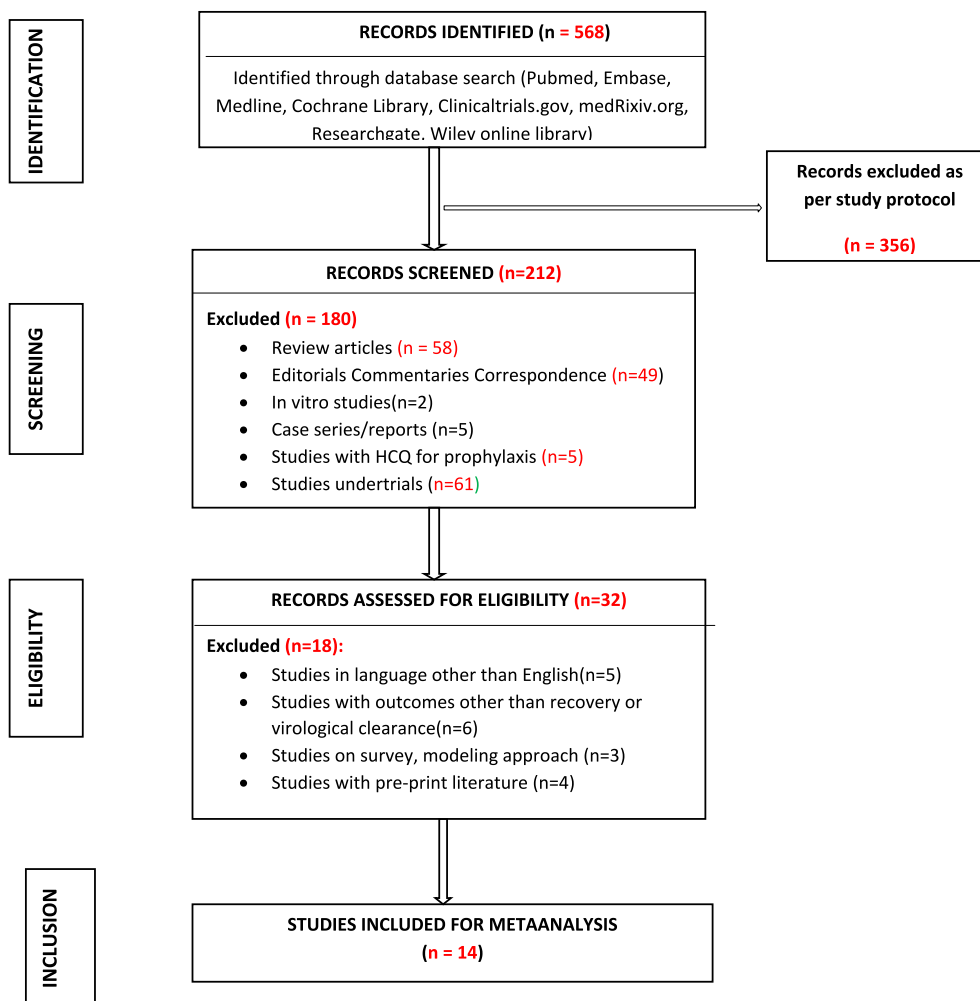 IDENTIFICATION
RECORDS IDENTIFIED (n = 568)
Identified through database search (Pubmed, Embase,
Medline, Cochrane Library, Clinicaltrials.gov, medRixiv.org,
Researchgate, Wiley online library)
Records excluded as
per study protocol
(n = 356)
SCREENING
RECORDS SCREENED (n=212)
Excluded (n = 180)
• Review articles (n = 58)
• Editorials Commentaries Correspondence (n=49)
• In vitro studies(n=2)
• Case series/reports (n=5)
• Studies with HCQ for prophylaxis (n=5)
• Studies undertrials (n=61)
ELIGIBILITY
RECORDS ASSESSED FOR ELIGIBILITY (n=32)
Excluded (n=18):
• Studies in language other than English(n=5)
• Studies with outcomes other than recovery or
virological clearance(n=6)
• Studies on survey, modeling approach (n=3)
• Studies with pre-print literature (n=4)
INCLUSION
STUDIES INCLUDED FOR METAANALYSIS
(n = 14)